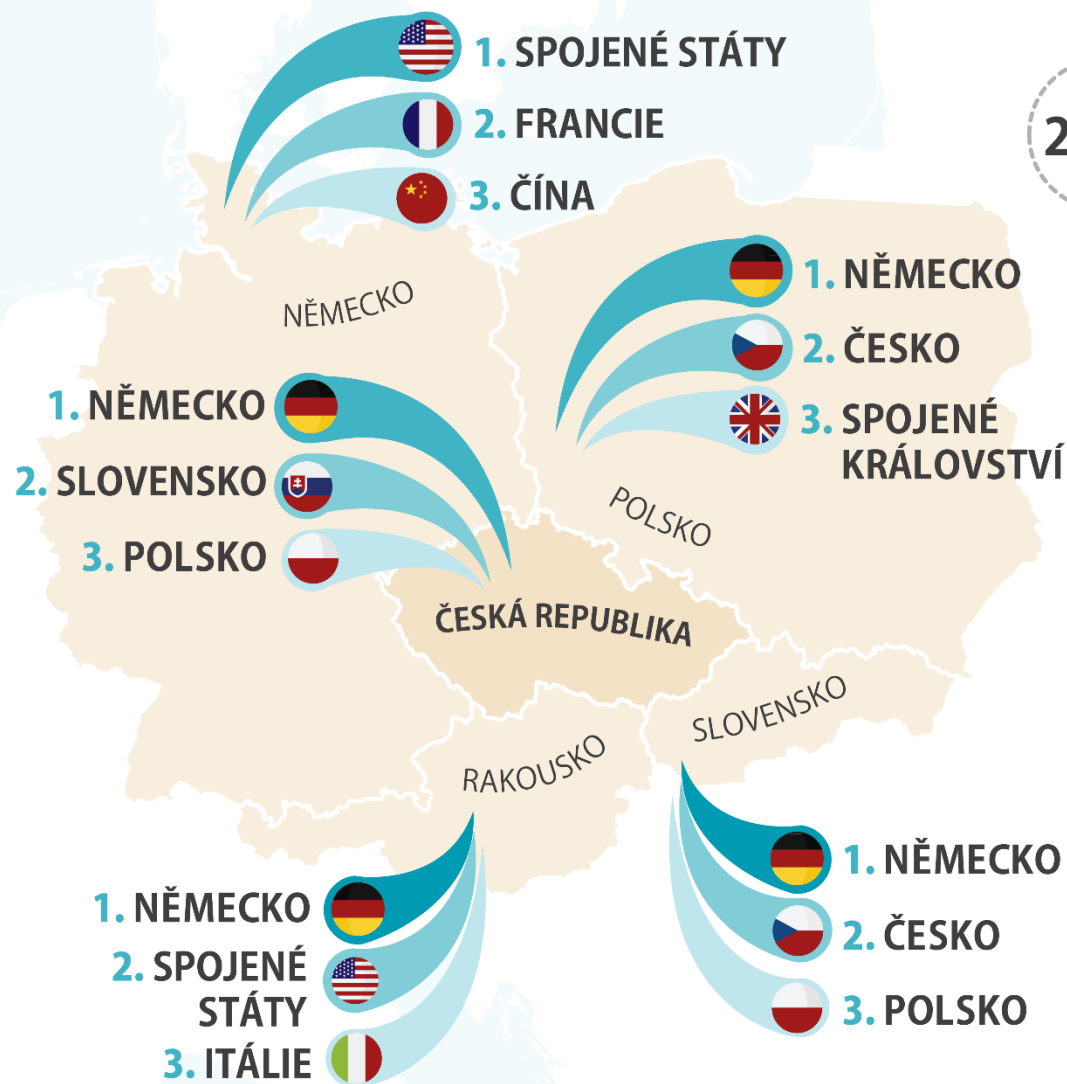 1. SPOJENÉ STÁTY
2. FRANCIE
3. ČÍNA
2
NĚMECKO
1. NĚMECKO
2. ČESKO
3. SPOJENÉ
KRÁLOVSTVÍ
POLSKO
1. NĚMECKO
2. SLOVENSKO
3. POLSKO
ČESKÁ REPUBLIKA
RAKOUSKO
SLOVENSKO
1. NĚMECKO
2. SPOJENÉ
STÁTY
3. ITÁLIE
1. NĚMECKO
2. ČESKO
3. POLSKO